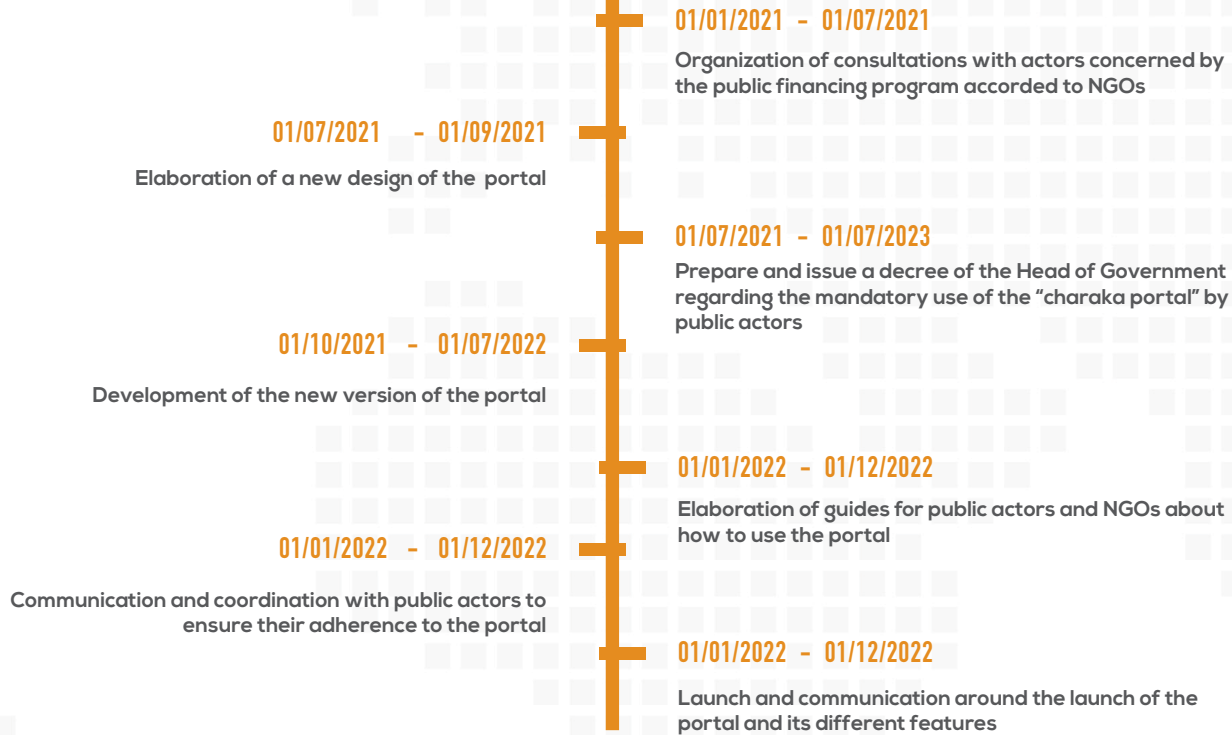 01/01/2021 - 01/07/2021
Organization of consultations with actors concerned by
the public financing program accorded to NGOs
01/07/2021 - 01/09/2021
Elaboration of a new design of the portal
01/07/2021 - 01/07/2023
Prepare and issue a decree of the Head of Government
regarding the mandatory use of the “charaka portal” by
public actors
01/10/2021 - 01/07/2022
Development of the new version of the portal
01/01/2022 - 01/12/2022
Elaboration of guides for public actors and NGOs about
how to use the portal
01/01/2022 - 01/12/2022
Communication and coordination with public actors to
ensure their adherence to the portal
01/01/2022 - 01/12/2022
Launch and communication around the launch of the
portal and its different features